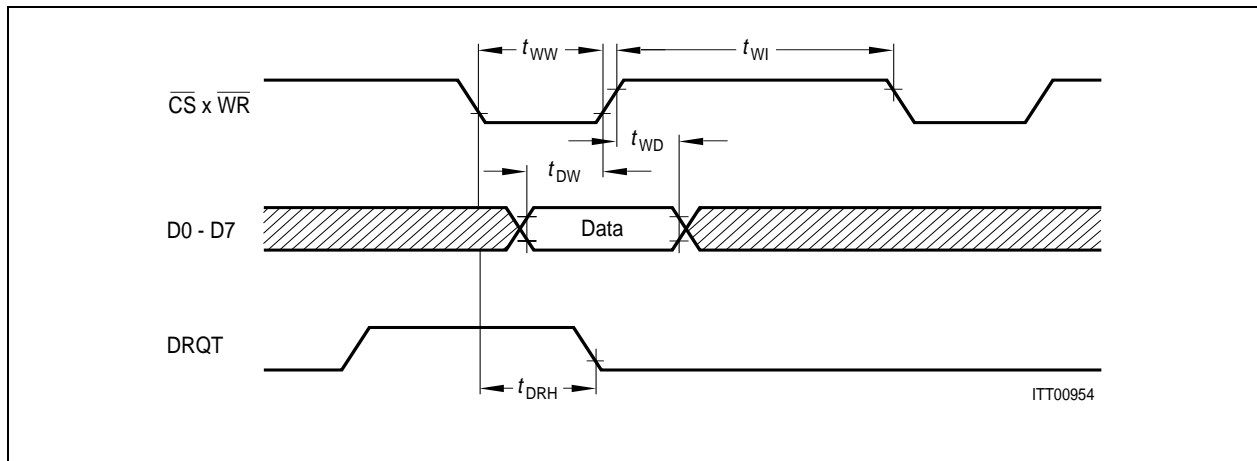 tWW
tWI
CS x WR
tWD
tDW
D0 - D7
Data
DRQT
tDRH
ITT00954